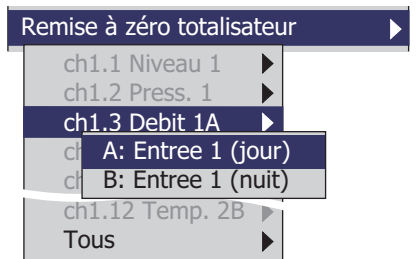 Remise à zéro totalisateur
ch1.1 Niveau 1
ch1.2 Press. 1
ch1.3 Debit 1A
A: Entree 1 (jour)
B: Entree 1 (nuit)
ch1.12 Temp. 2B
Tous